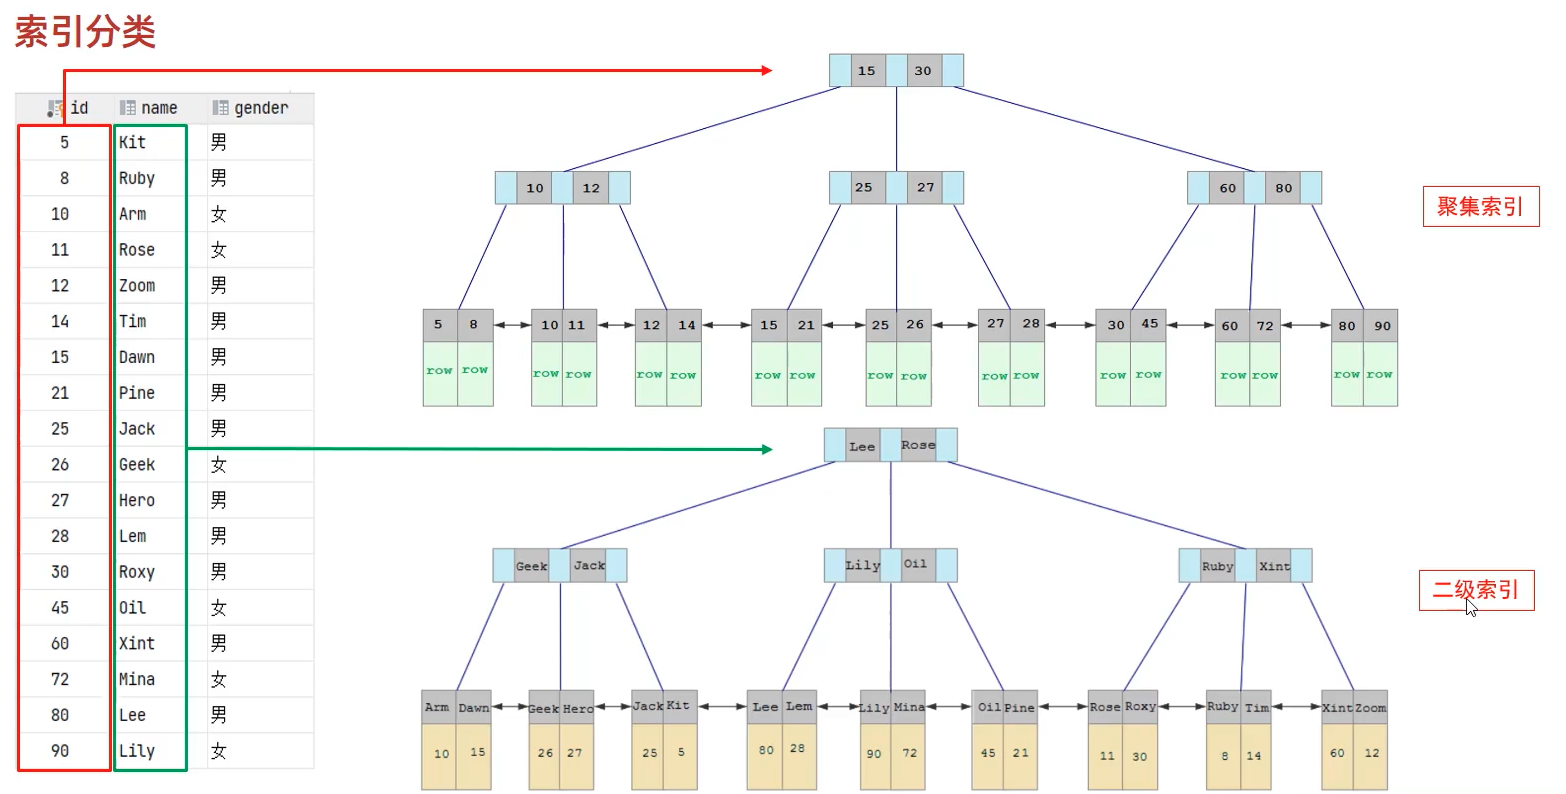 索引分类
id name gender
5 Kit 男
8 Ruby 男
10 Arm 女
11 Rose 女
12 Zoom 男
14 Tim 男
15 Dawn 男
21 Pine 男
25 Jack 男
26 Geek 女
27 Hero 男
28 Lem 男
30 Roxy 男
45 Oil 女
60 Xint 男
72 Mina 女
80 Lee 男
90 Lily 女
15 30
10 12 25 27 60 80
聚集索引
5 8 10 11 12 14 15 21 25 26 27 28 30 45 60 72 80 90
row row row row row row row row row row row row row row row row row row
Lee Rose
Geek Jack Lily Oil Ruby Xint
二级索引
Arm Dawn Geek Hero Jack Kit Lee Lem Lily Mina Oil Pine Rose Roxy Ruby Tim Xint Zoom
10 15 26 27 25 5 80 28 90 72 45 21 11 30 8 14 60 12